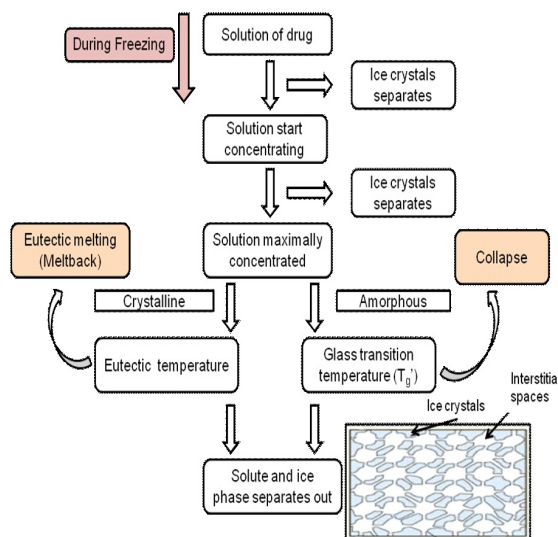 During Freezing
Solution of drug
Ice crystals
separates
Solution start
concentrating
Ice crystals
separates
Eutectic melting
(Meltback)
Solution maximally
concentrated
Collapse
Crystalline
Amorphous
Eutectic temperature
Glass transition
temperature (Tg')
Interstitial
spaces
Ice crystals
Solute and ice
phase separates out